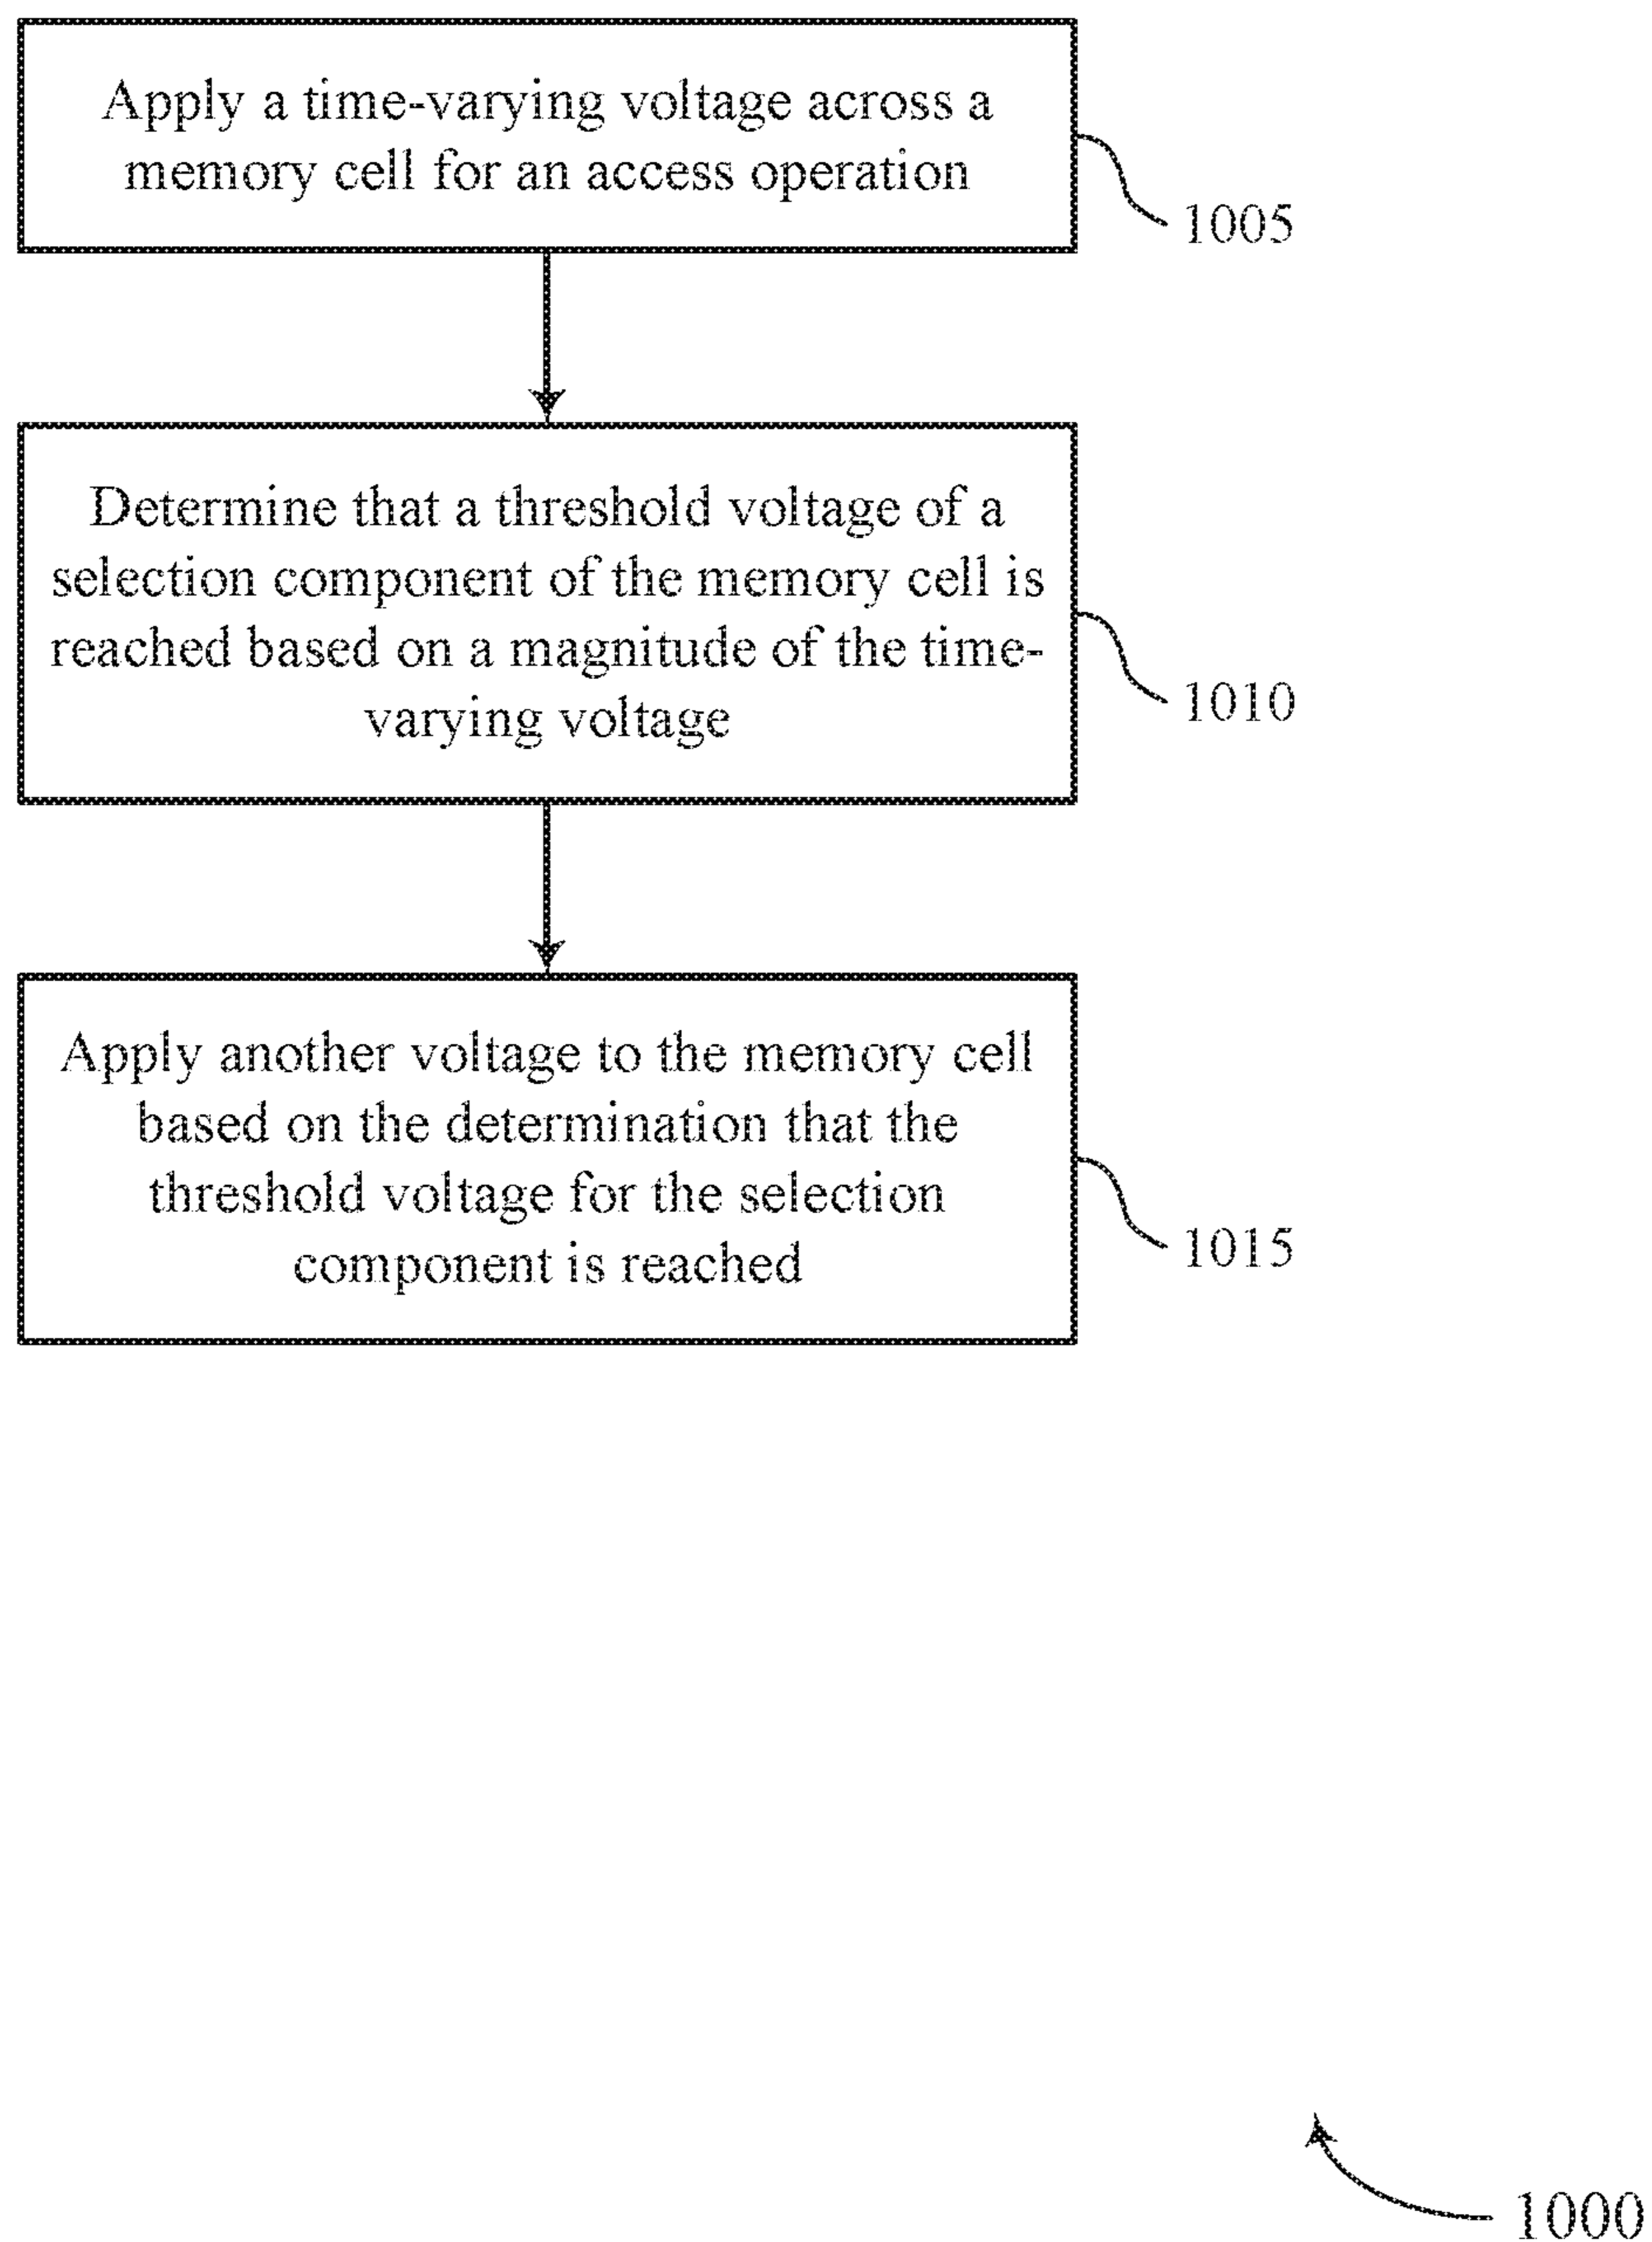 Apply a time-varying voltage across a
memory cell for an access operation
1005
Determine that a threshold voltage of a
selection component of the memory cell is
reached based on a magnitude of the time-
varying voltage
1010
Apply another voltage to the memory cell
based on the determination that the
threshold voltage for the selection
component is reached
1015
1000